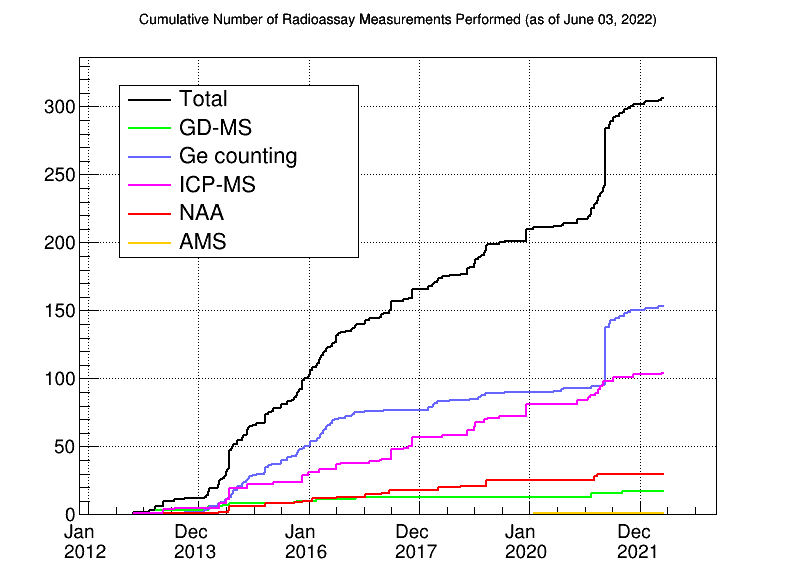 Cumulative Number of Radioassay Measurements Performed (as of June 03, 2022)
Total
GD-MS
Ge counting
ICP-MS
NAA
AMS
300
250
200
150
100
50
0
Jan Dec Jan Dec Jan Dec
2012 2013 2016 2017 2020 2021